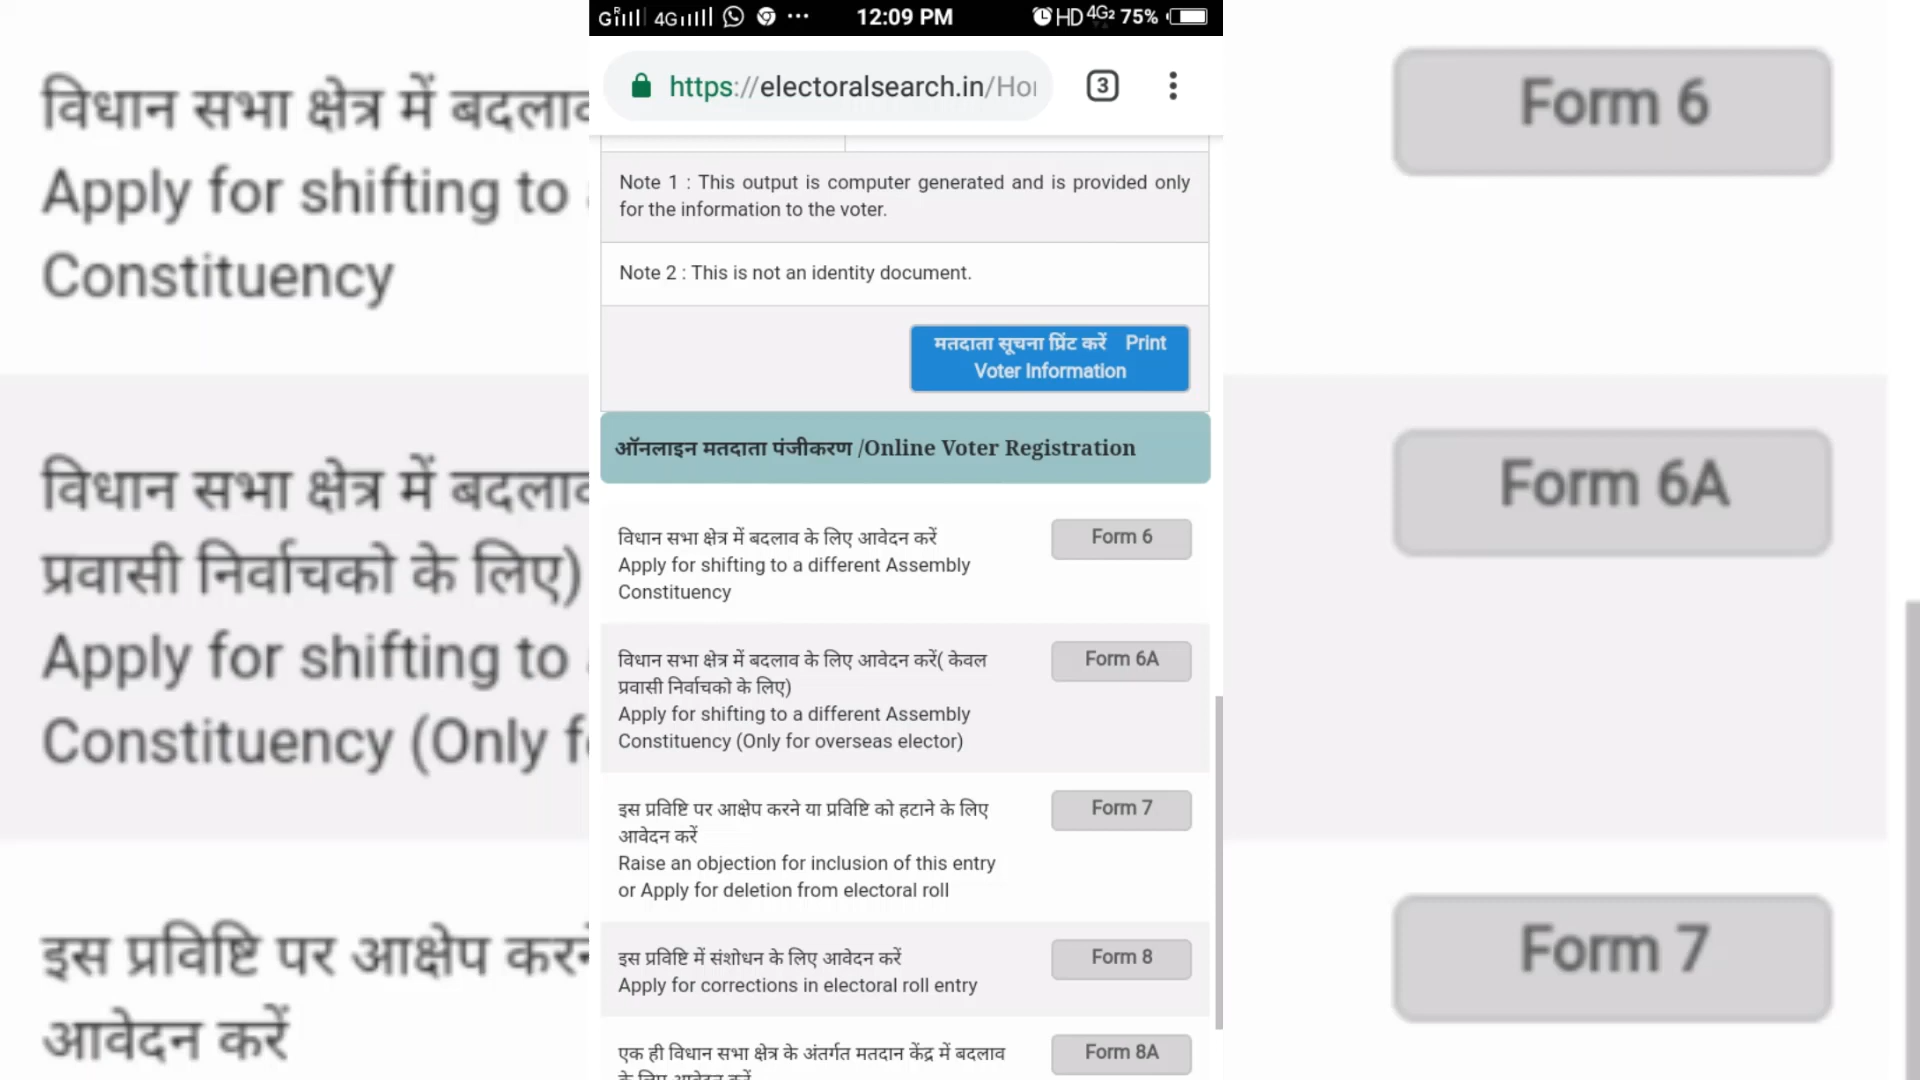 12:09 PM
HD 4G2 75%
4G
https://electoralsearch.in/Ho
3
Note 1 : This output is computer generated and is provided only
for the information to the voter.
Note 2 : This is not an identity document.
मतदाता सूचना प्रिंट करें Print
Voter Information
ऑनलाइन मतदाता पंजीकरण /Online Voter Registration
विधान सभा क्षेत्र में बदलाव के लिए आवेदन करें
Apply for shifting to a different Assembly
Constituency
Form 6
विधान सभा क्षेत्र में बदलाव के लिए आवेदन करें( केवल
प्रवासी निर्वाचको के लिए)
Apply for shifting to a different Assembly
Constituency (Only for overseas elector)
Form 6A
इस प्रविष्टि पर आक्षेप करने या प्रविष्टि को हटाने के लिए
आवेदन करें
Raise an objection for inclusion of this entry
or Apply for deletion from electoral roll
Form 7
इस प्रविष्टि में संशोधन के लिए आवेदन करें
Apply for corrections in electoral roll entry
Form 8
एक ही विधान सभा क्षेत्र के अंतर्गत मतदान केंद्र में बदलाव
के लिए आवेदन करें
Form 8A
विधान सभा क्षेत्र में
Apply for shifting to
Constituency
Form 6
विधान सभा क्षेत्र में
प्रवासी निर्वाचको के लिए)
Apply for shifting to
Constituency (Only
Form 6A
इस प्रविष्टि पर आक्षेप
आवेदन करें
Form 7